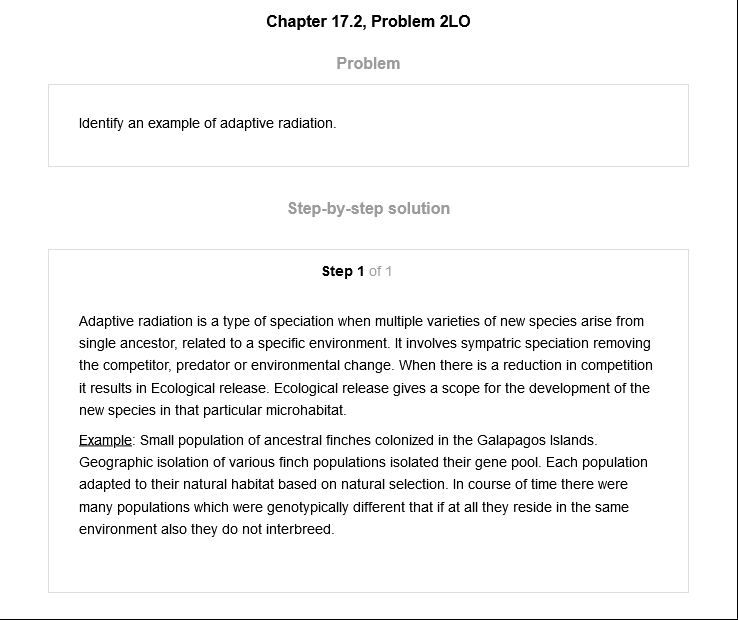 Chapter 17.2, Problem 2LO
Problem
Identify an example of adaptive radiation.
Step-by-step solution
Step 1 of 1
Adaptive radiation is a type of speciation when multiple varieties of new species arise from
single ancestor, related to a specific environment. It involves sympatric speciation removing
the competitor, predator or environmental change. When there is a reduction in competition
it results in Ecological release. Ecological release gives a scope for the development of the
new species in that particular microhabitat.
Example: Small population of ancestral finches colonized in the Galapagos Islands.
Geographic isolation of various finch populations isolated their gene pool. Each population
adapted to their natural habitat based on natural selection. In course of time there were
many populations which were genotypically different that if at all they reside in the same
environment also they do not interbreed.